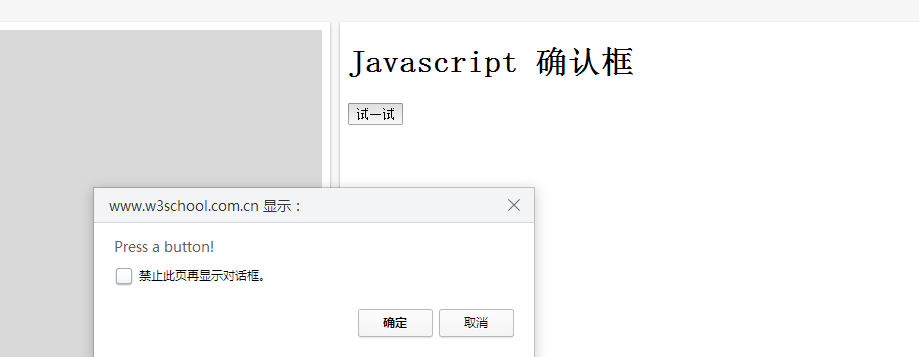 Javascript 确认框
试一试
www.w3school.com.cn 显示：
Press a button!
禁止此页再显示对话框。
确定 取消